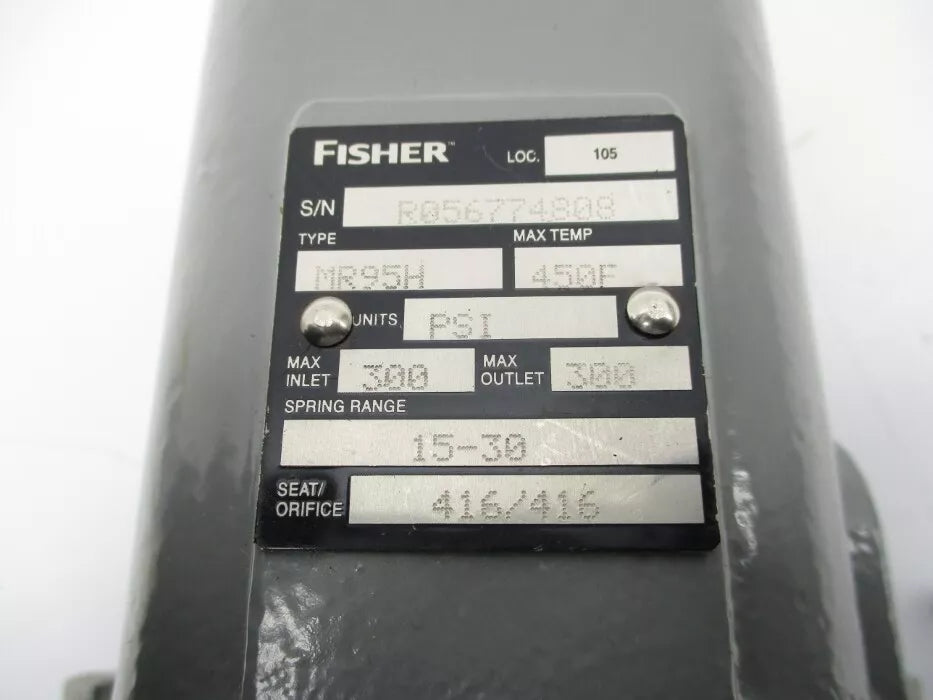 FISHER™ LOC. 105
S/N R056774808
TYPE MAX TEMP
MR95H 450F
UNITS PSI
MAX INLET 300 MAX OUTLET 300
SPRING RANGE
15-30
SEAT/ORIFICE 416/416